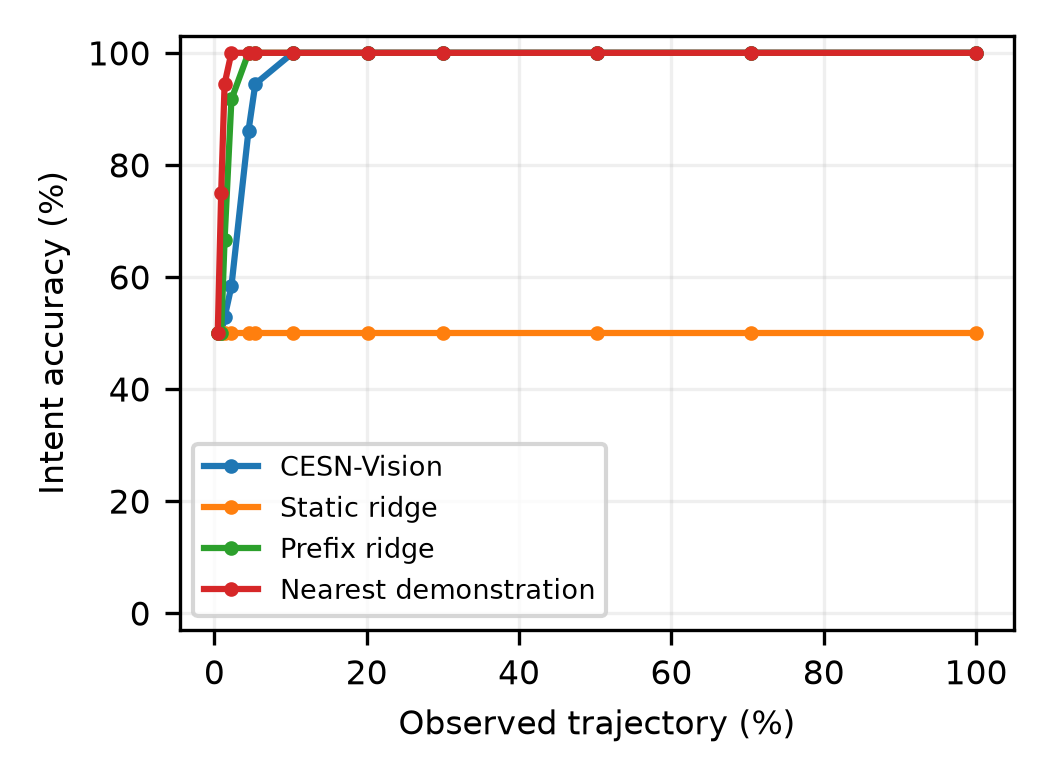 100
80
60
40
20
0
Intent accuracy (%)
CESN-Vision
Static ridge
Prefix ridge
Nearest demonstration
0 20 40 60 80 100
Observed trajectory (%)